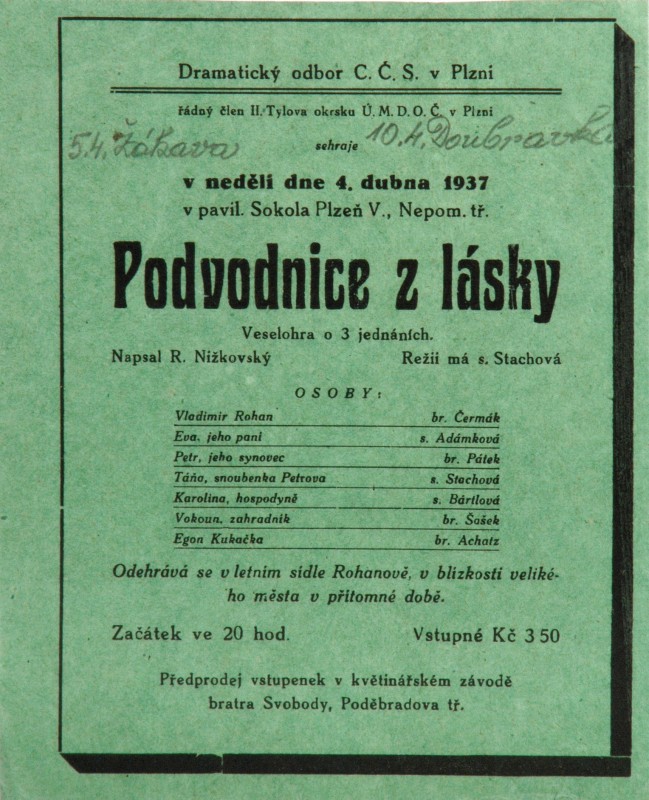 Dramatický odbor C. Č. S. v Plzni
řádný člen II. Tylova okrsku Ú. M. D. O. Č. v Plzni
5.4. Žákava
10.4. Doubravka
sehraje
v neděli dne 4. dubna 1937
v pavil. Sokola Plzeň V., Nepom. tř.
Podvodnice z lásky
Veselohra o 3 jednáních.
Napsal R. Nižkovský Režii má s. Stachová
OSOBY:
Vladimir Rohan br. Čermák
Eva, jeho paní s. Adámková
Petr, jeho synovec br. Pátek
Táňa, snoubenka Petrova s. Stachová
Karolina, hospodyně s. Bártlová
Vokoun, zahradník br. Šašek
Egon Kukačka br. Achatz
Odehrává se v letním sídle Rohanově, v blízkosti veliké-
ho města v přítomné době.
Začátek ve 20 hod. Vstupné Kč 3 50
Předprodej vstupenek v květinářském závodě
bratra Svobody, Poděbradova tř.